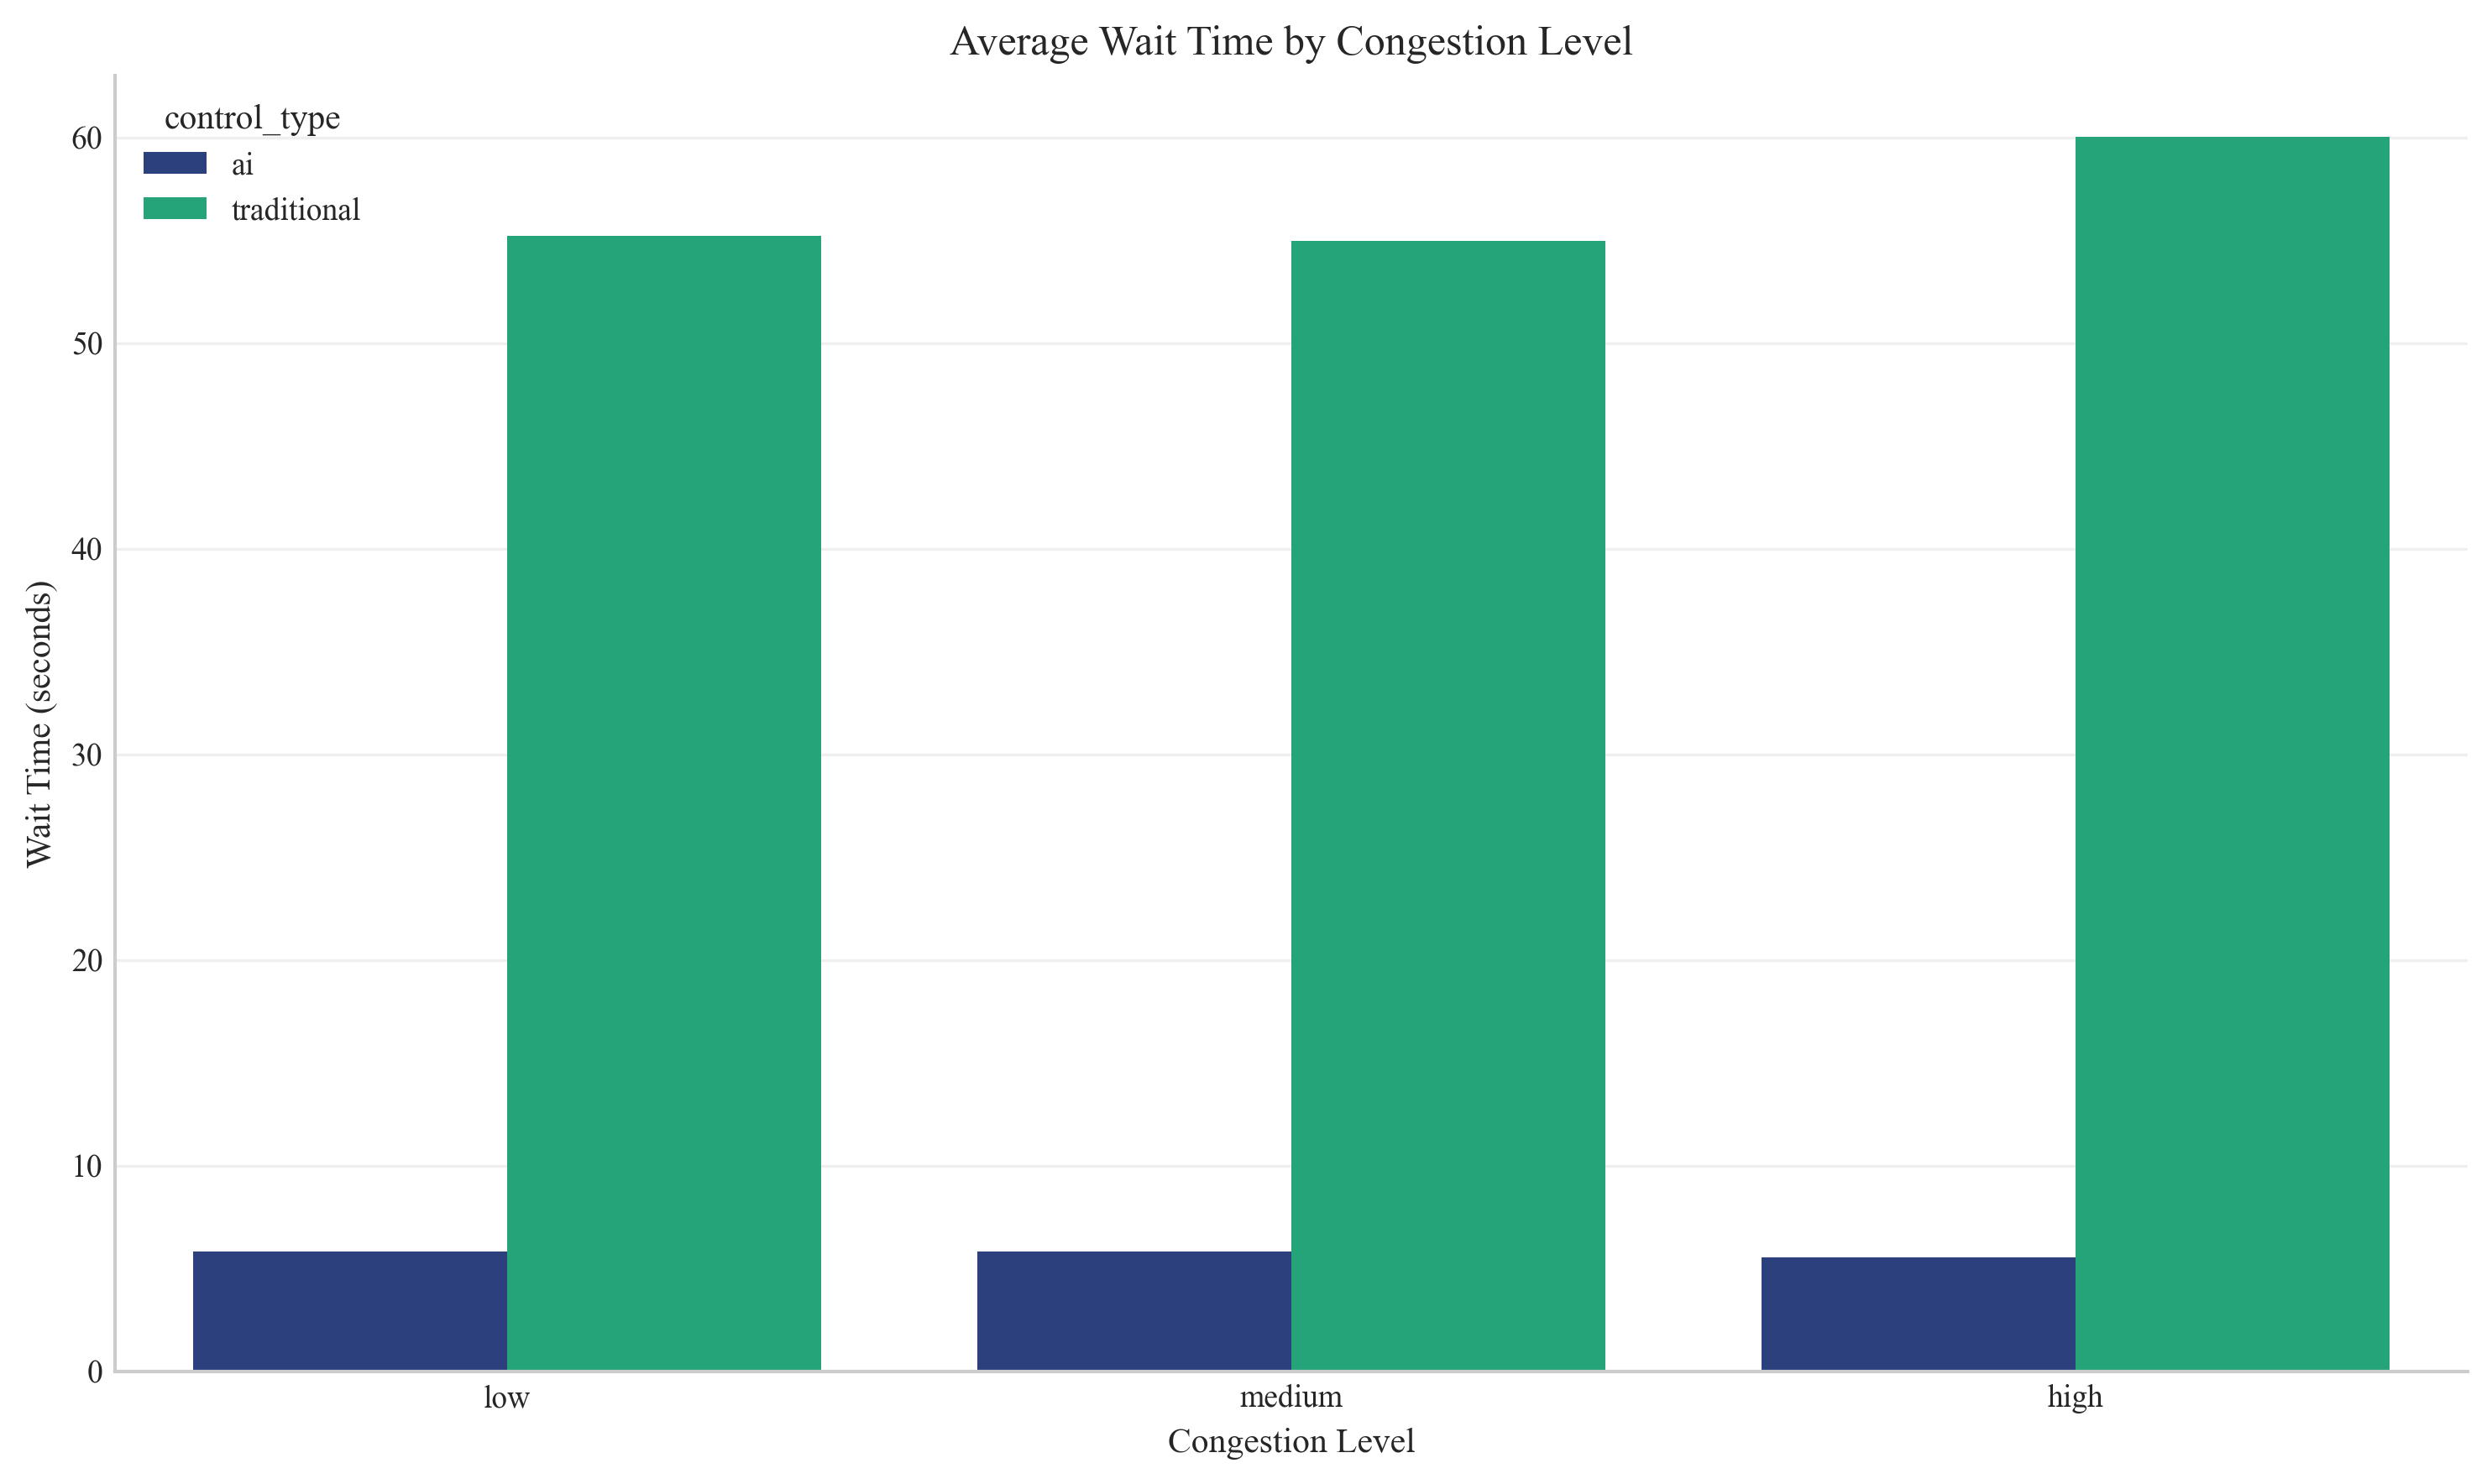 Average Wait Time by Congestion Level
control_type
ai
traditional
60
50
40
30
20
10
0
Wait Time (seconds)
low medium high
Congestion Level